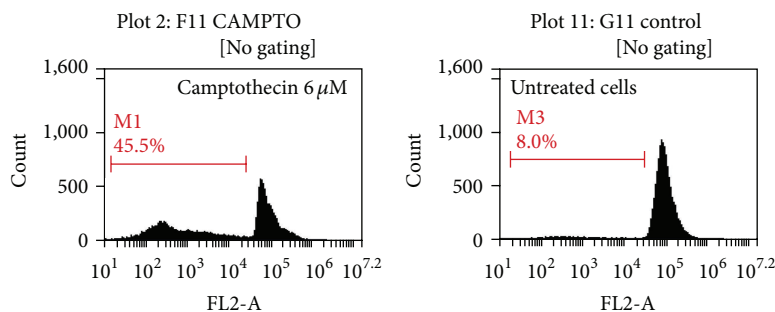 Plot 2: F11 CAMPTO
[No gating]
1,600
Camptothecin 6 μM
M1
45.5%
1,000
500
0
Count
10^1 10^2 10^3 10^4 10^5 10^6 10^7.2
FL2-A
Plot 11: G11 control
[No gating]
1,600
Untreated cells
M3
8.0%
1,000
500
0
Count
10^1 10^2 10^3 10^4 10^5 10^6 10^7.2
FL2-A